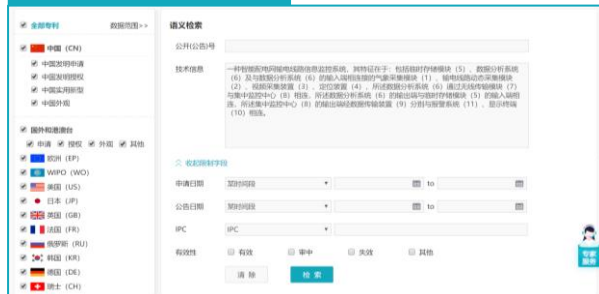 全部专利 数据范围>>
中国 (CN)
中国发明申请
中国发明授权
中国实用新型
中国外观
国外和港澳台
申请 授权 外观 其他
欧洲 (EP)
WIPO (WO)
美国 (US)
日本 (JP)
英国 (GB)
法国 (FR)
俄罗斯 (RU)
韩国 (KR)
德国 (DE)
瑞士 (CH)
语义检索
公开(公告)号
技术信息
一种智能配电网输电线路信息监控系统，其特征在于：包括临时存储模块（5）、数据分析系统
（6）及与数据分析系统（6）的输入端相连接的气象采集模块（1）、输电线路动态采集模块
（2）、视频采集装置（3）、定位装置（4），所述数据分析系统（6）通过无线传输模块（7）
与集中监控中心（8）相连，所述数据分析系统（6）的输出端与临时存储模块（5）的输入端相
连，所述集中监控中心（8）的输出端经数据传输装置（9）分别与报警系统（11）、显示终端
（10）相连。
收起限制字段
申请日期 某时间段 to
公告日期 某时间段 to
IPC IPC
有效性 有效 审中 失效 其他
清 除 检 索
专家
服务